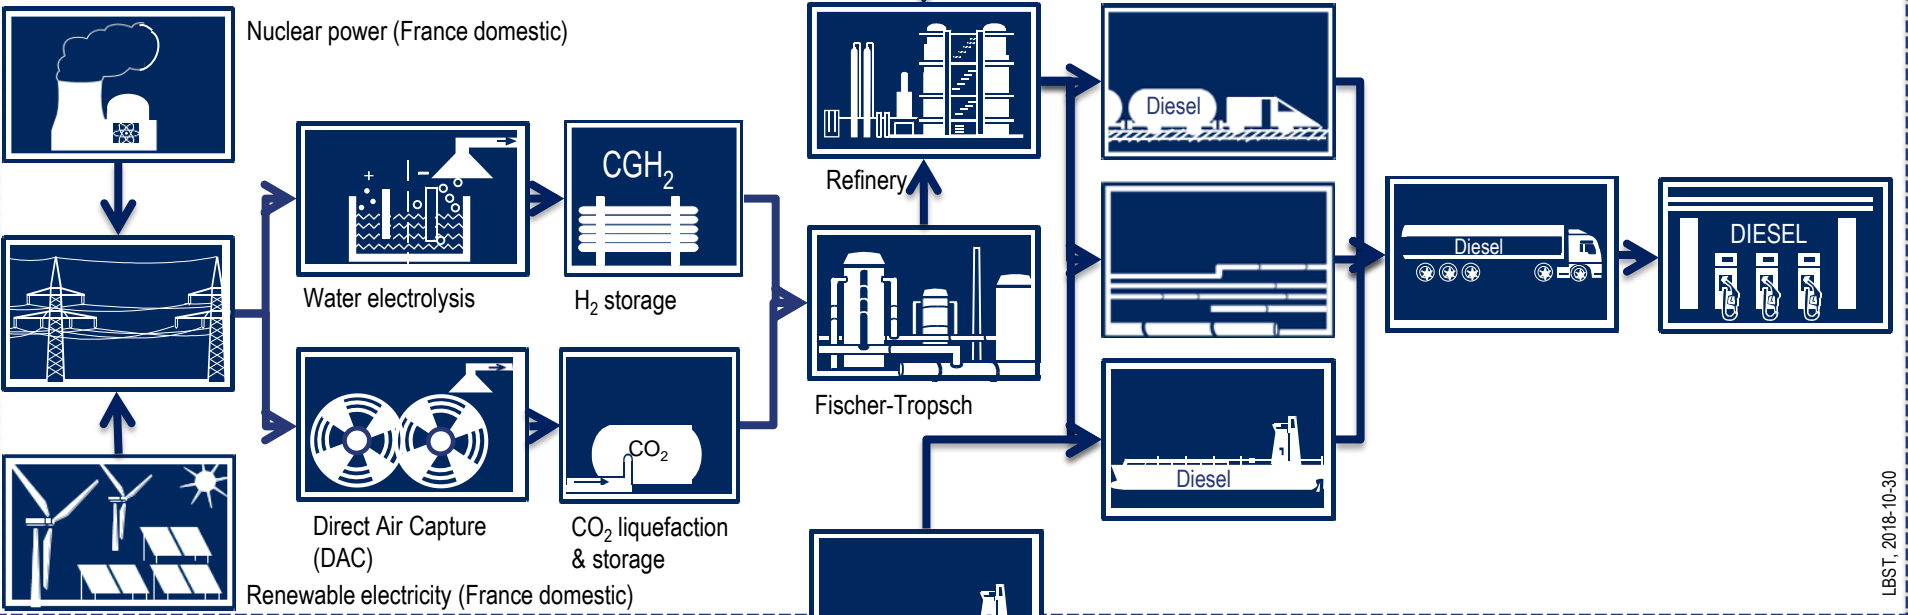 Nuclear power (France domestic)
Diesel
CGH₂
+
−
Refinery
Diesel
DIESEL
Water electrolysis
H₂ storage
Fischer-Tropsch
CO₂
Diesel
Direct Air Capture
(DAC)
CO₂ liquefaction
& storage
Renewable electricity (France domestic)
LBST, 2018-10-30